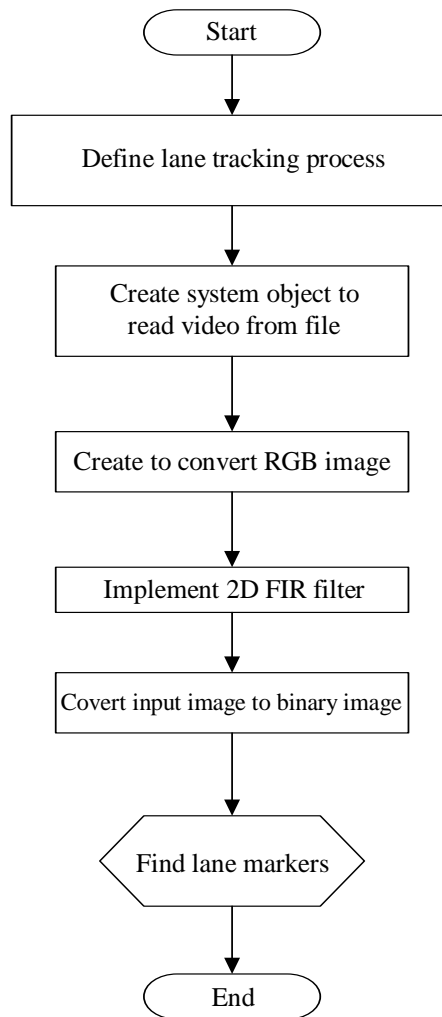 Start
Define lane tracking process
Create system object to
read video from file
Create to convert RGB image
Implement 2D FIR filter
Covert input image to binary image
Find lane markers
End